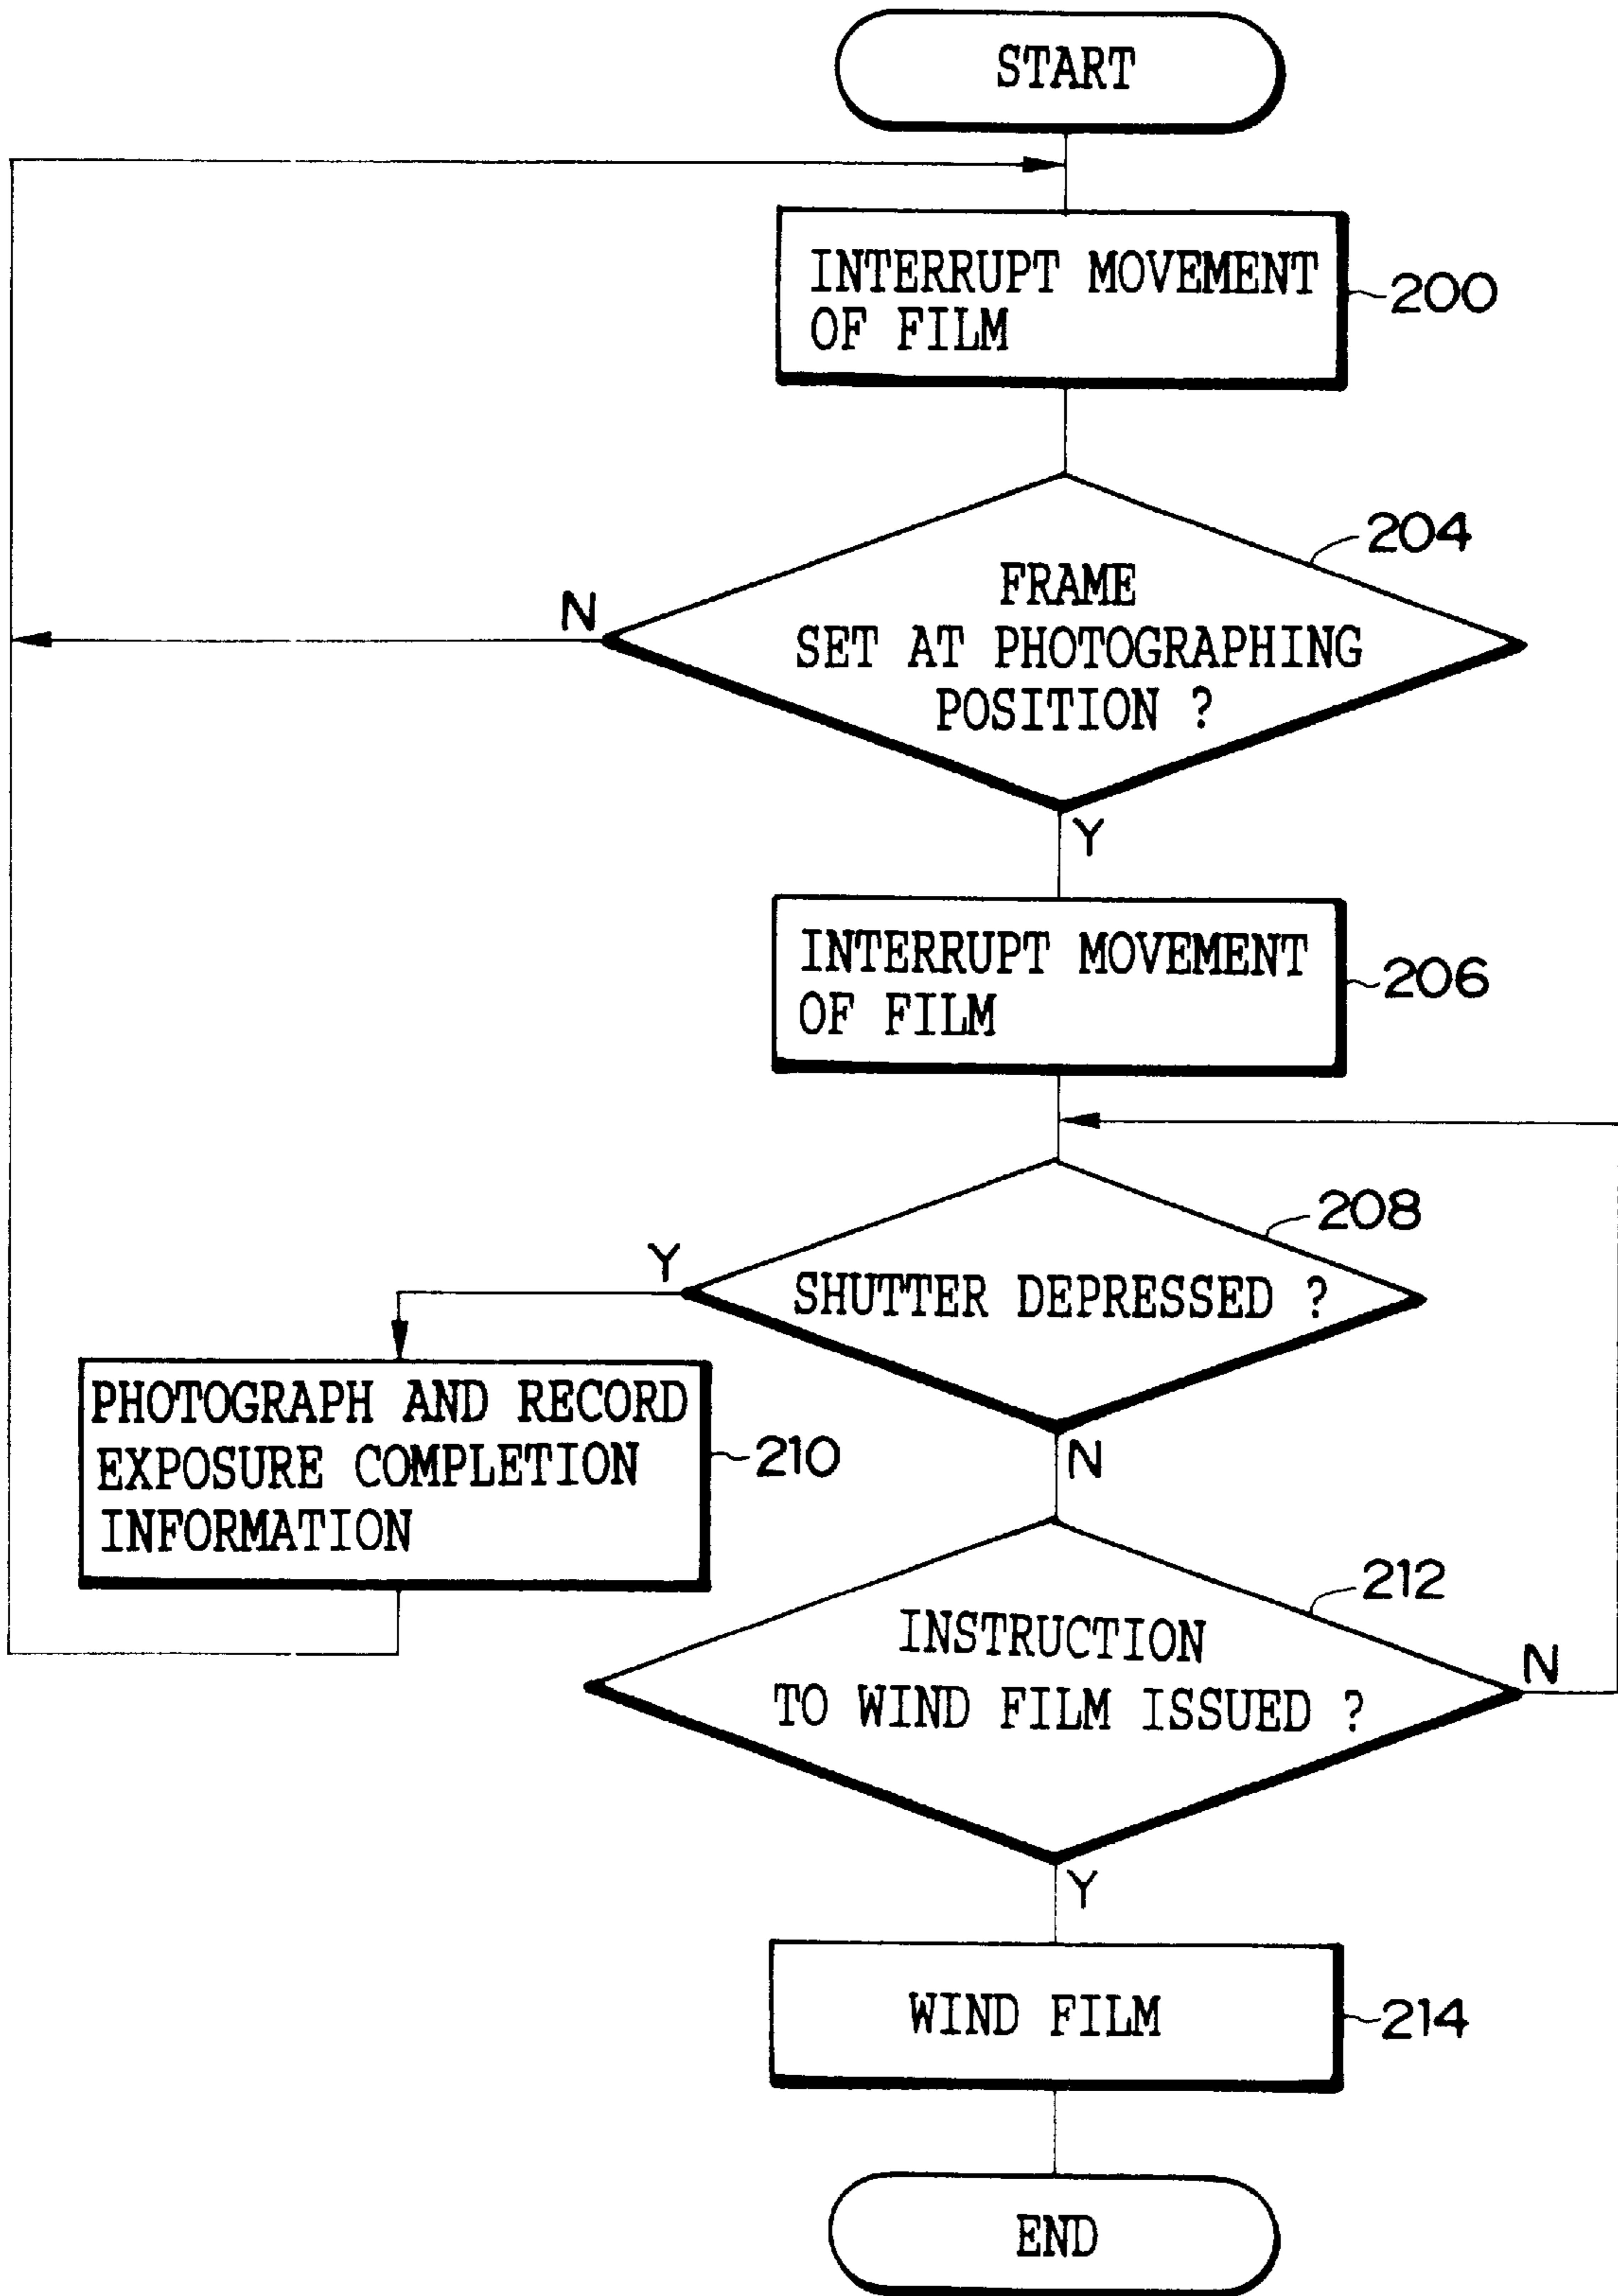 START
INTERRUPT MOVEMENT
OF FILM
200
204
FRAME
SET AT PHOTOGRAPHING
POSITION ?
N
Y
INTERRUPT MOVEMENT
OF FILM
206
208
SHUTTER DEPRESSED ?
Y
N
PHOTOGRAPH AND RECORD
EXPOSURE COMPLETION
INFORMATION
210
212
INSTRUCTION
TO WIND FILM ISSUED ?
N
Y
WIND FILM
214
END